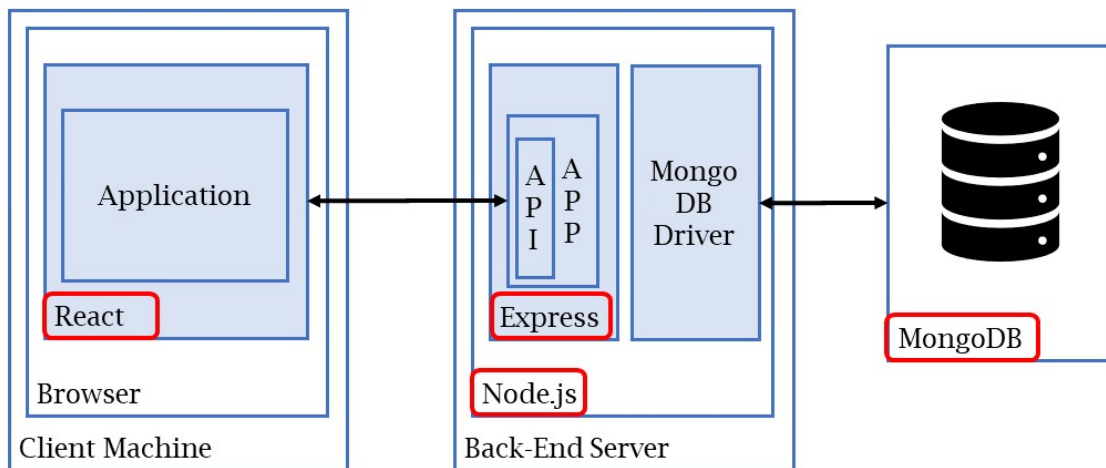 Application
React
Browser
Client Machine
A
P
I
A
P
P
Express
Mongo
DB
Driver
Node.js
Back-End Server
MongoDB